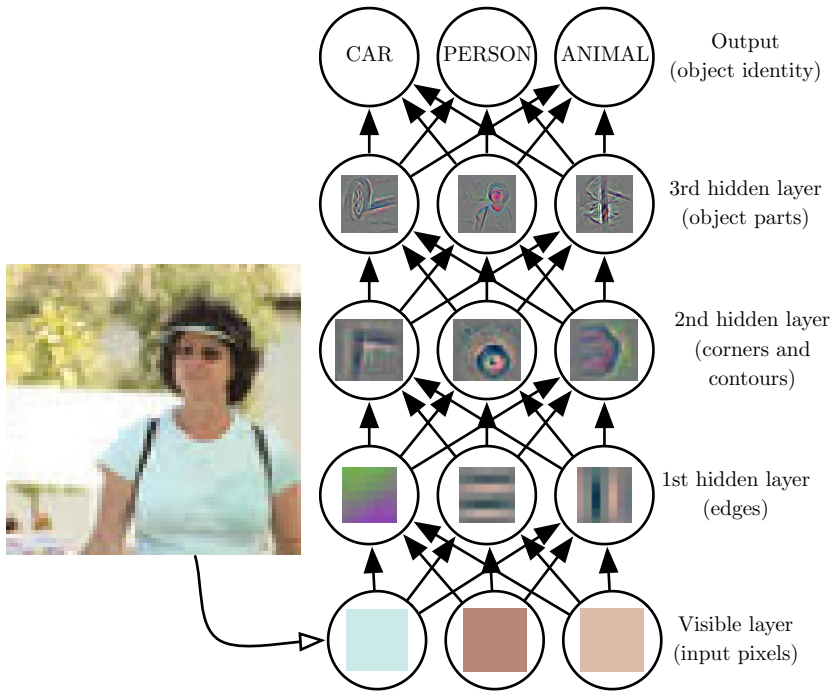 CAR
PERSON
ANIMAL
Output
(object identity)
3rd hidden layer
(object parts)
2nd hidden layer
(corners and
contours)
1st hidden layer
(edges)
Visible layer
(input pixels)